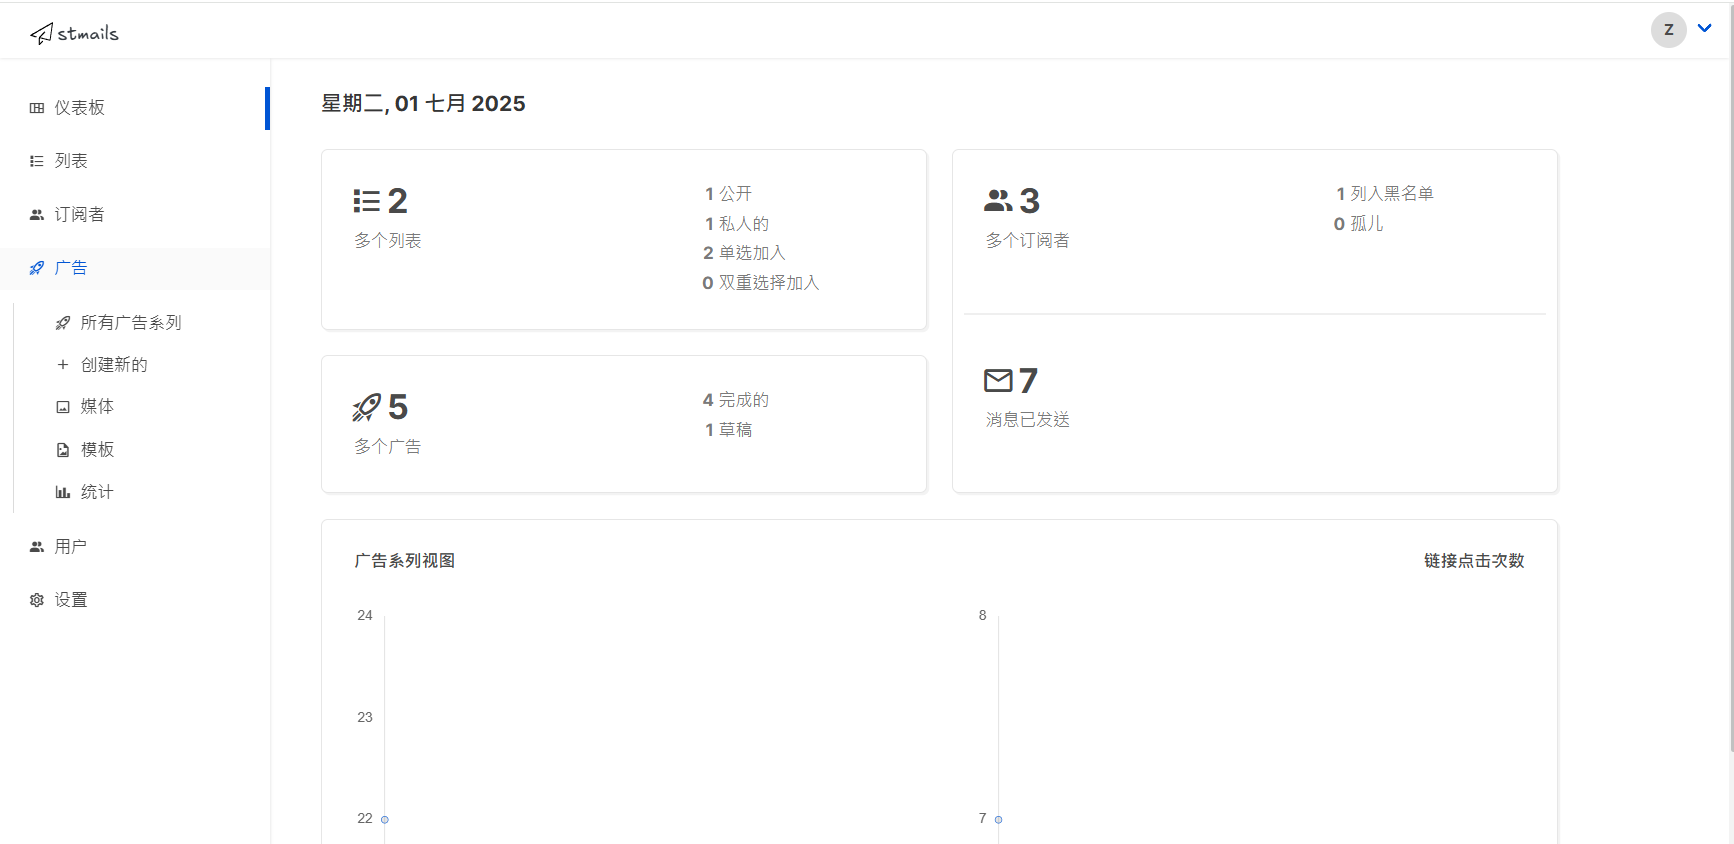 stmails
Z
仪表板
列表
订阅者
广告
所有广告系列
创建新的
媒体
模板
统计
用户
设置
星期二, 01 七月 2025
2
多个列表
1 公开
1 私人的
2 单选加入
0 双重选择加入
3
多个订阅者
1 列入黑名单
0 孤儿
5
多个广告
4 完成的
1 草稿
7
消息已发送
广告系列视图
链接点击次数
24
23
22
8
7